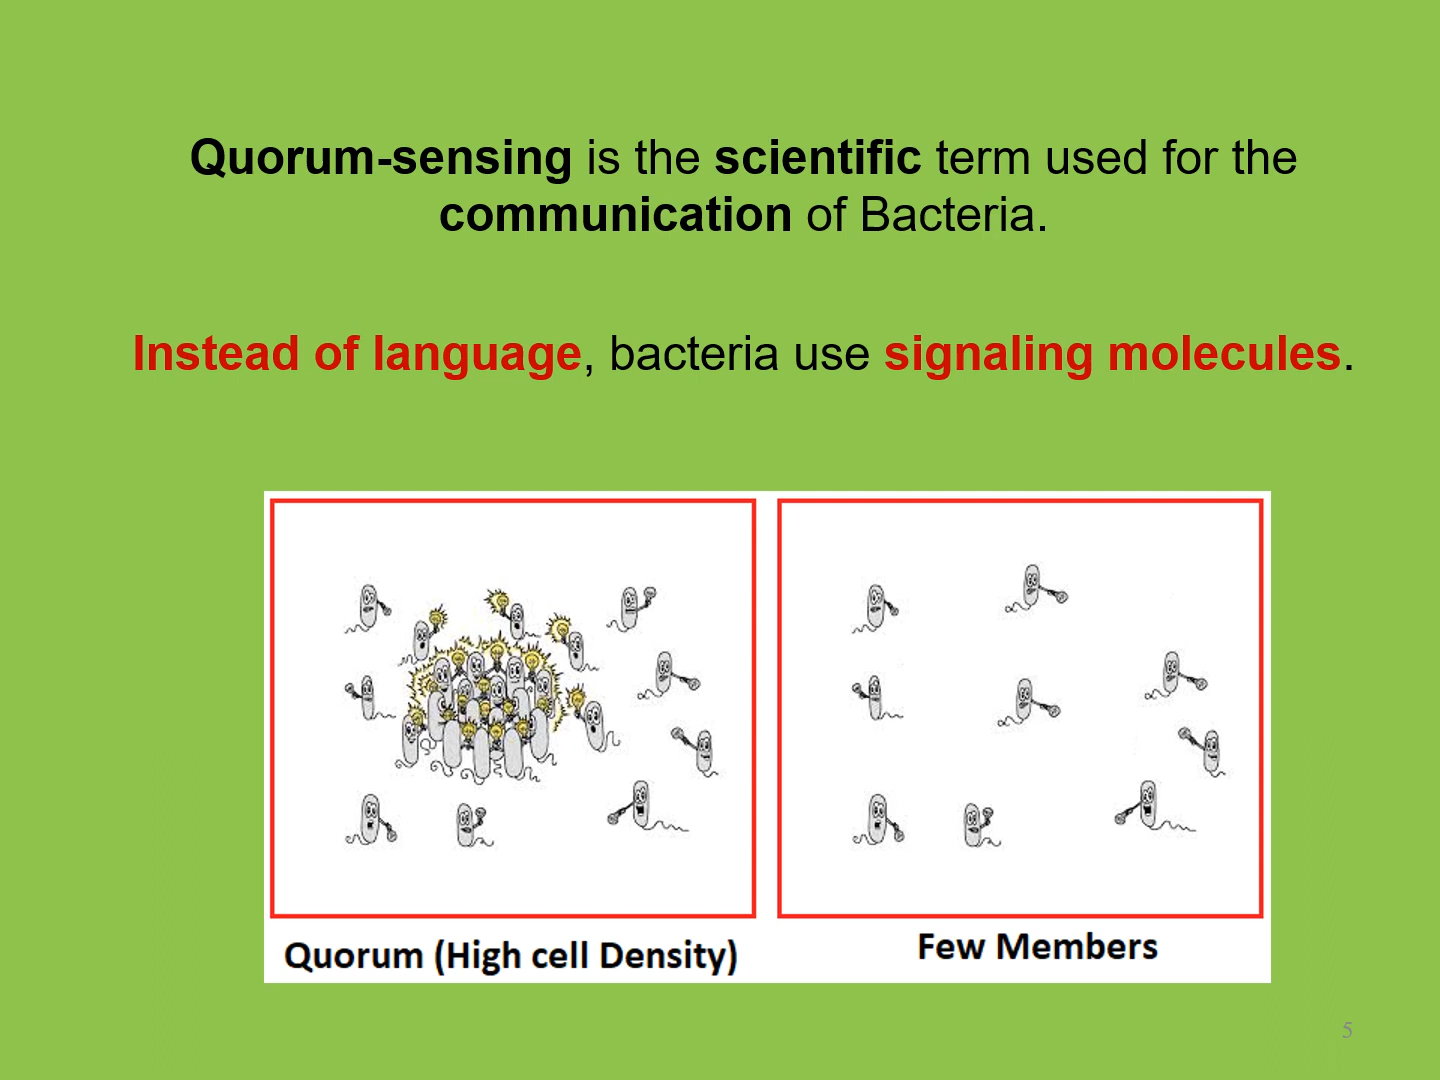 Quorum-sensing is the scientific term used for the
communication of Bacteria.
Instead of language, bacteria use signaling molecules.
Quorum (High cell Density)
Few Members
5